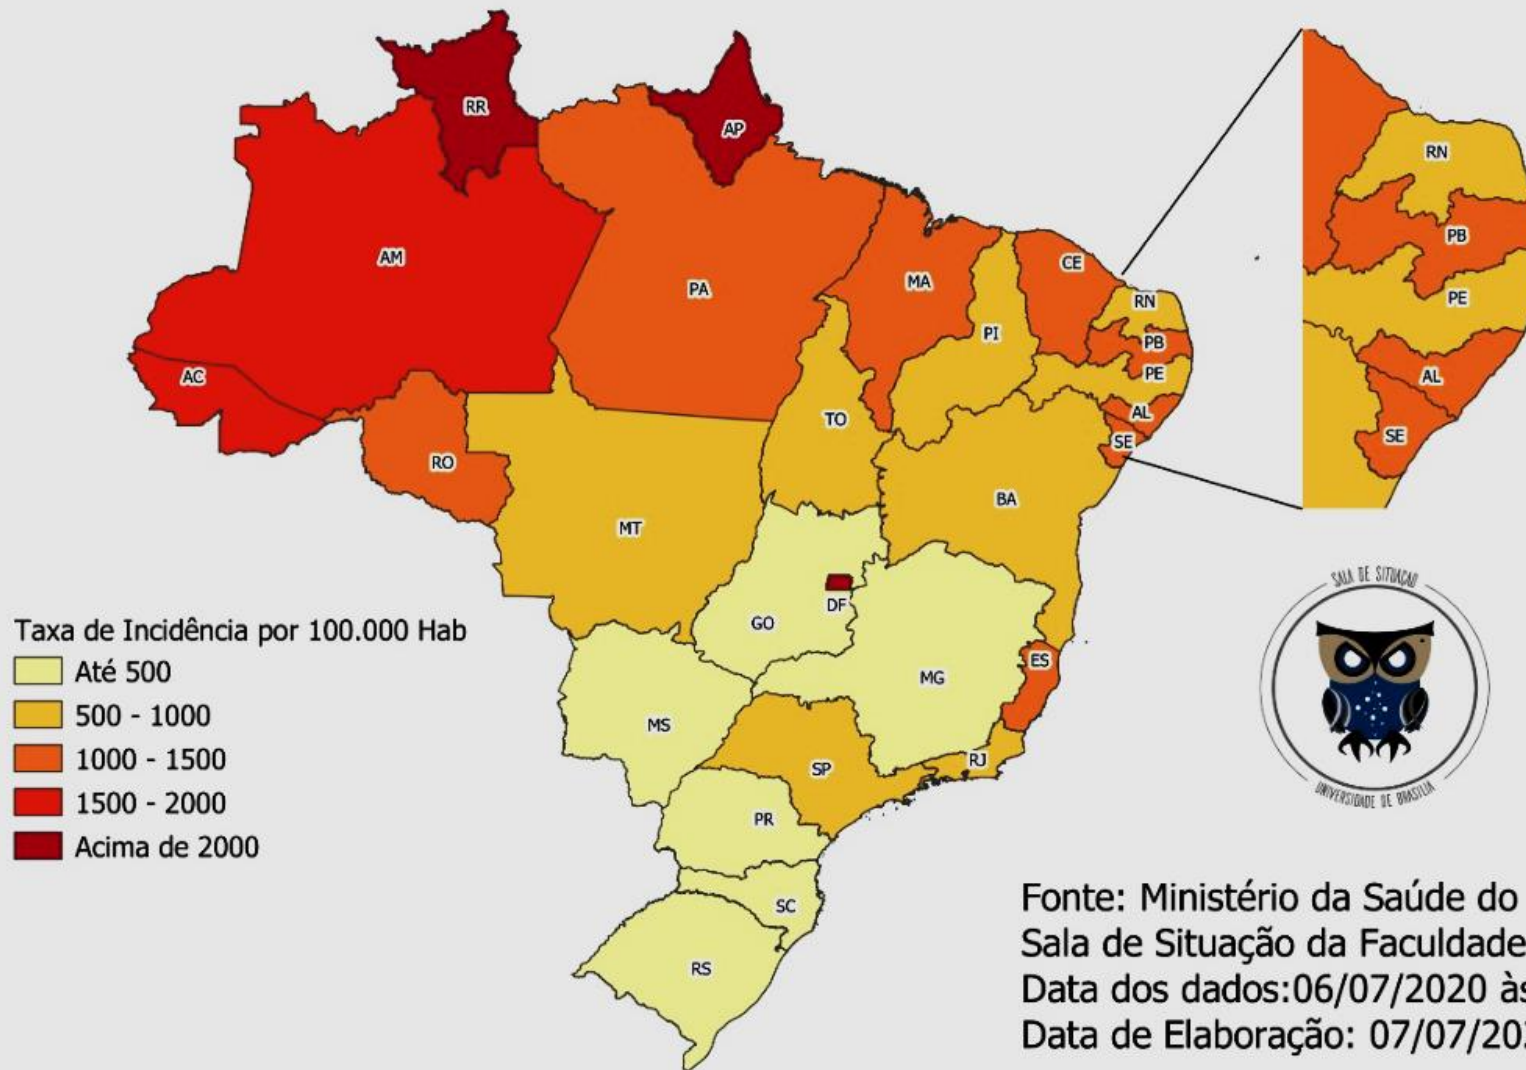 RR
AP
AM
PA
MA
CE
RN
PI
PB
PE
AC
TO
AL
SE
RO
BA
MT
DF
GO
ES
MG
MS
RJ
SP
PR
SC
RS
RN
PB
PE
AL
SE
Taxa de Incidência por 100.000 Hab
Até 500
500 - 1000
1000 - 1500
1500 - 2000
Acima de 2000
SALA DE SITUAÇÃO
UNIVERSIDADE DE BRASÍLIA
Fonte: Ministério da Saúde do
Sala de Situação da Faculdade
Data dos dados:06/07/2020 às
Data de Elaboração: 07/07/202